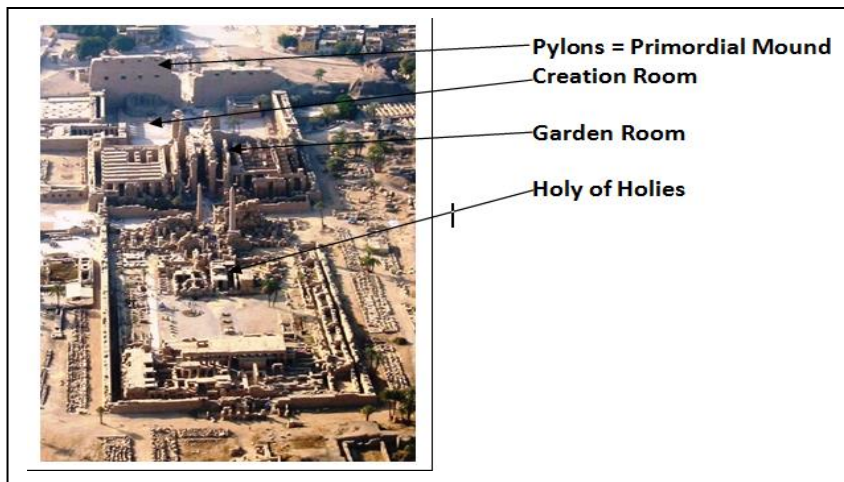 Pylons = Primordial Mound
Creation Room
Garden Room
Holy of Holies